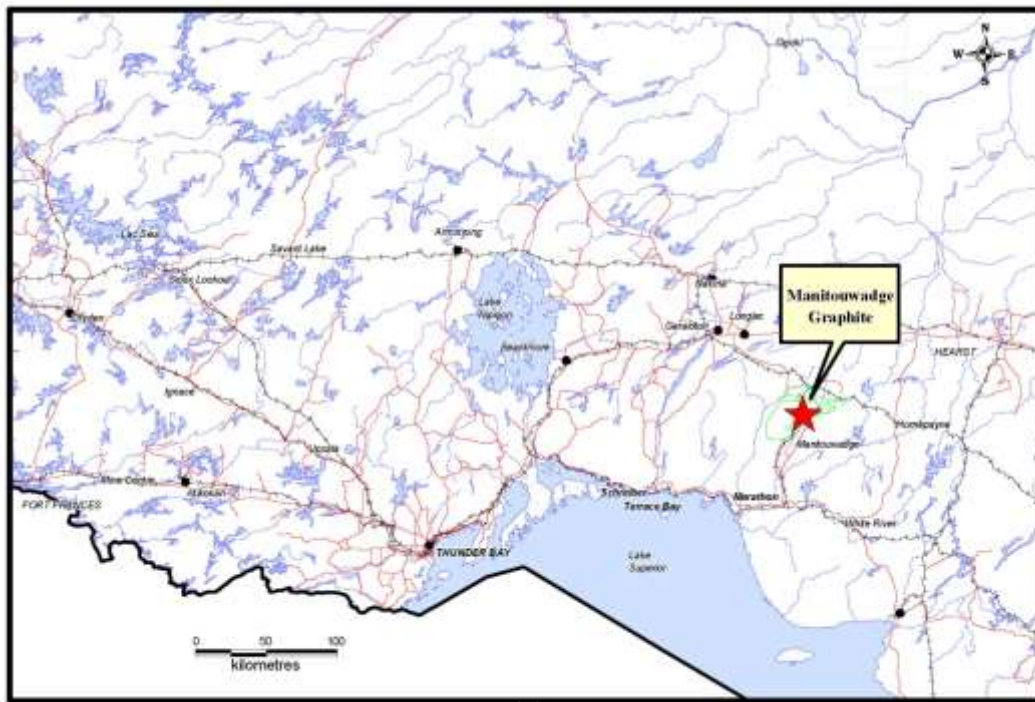 Ogoki
N
W E
S
Lac Seul
Savant Lake
Armstrong
Sioux Lookout
Manitouwadge
Graphite
Nakina
Lake
Nipigon
Dryden
Geraldton
Longlac
Beardmore
HEARST
Ignace
Hornepayne
Upsala
Manitouwadge
Mine Centre
Atikokan
FORT FRANCES
Schreiber
Terrace Bay
Marathon
White River
THUNDER BAY
Lake
Superior
0 50 100
kilometres